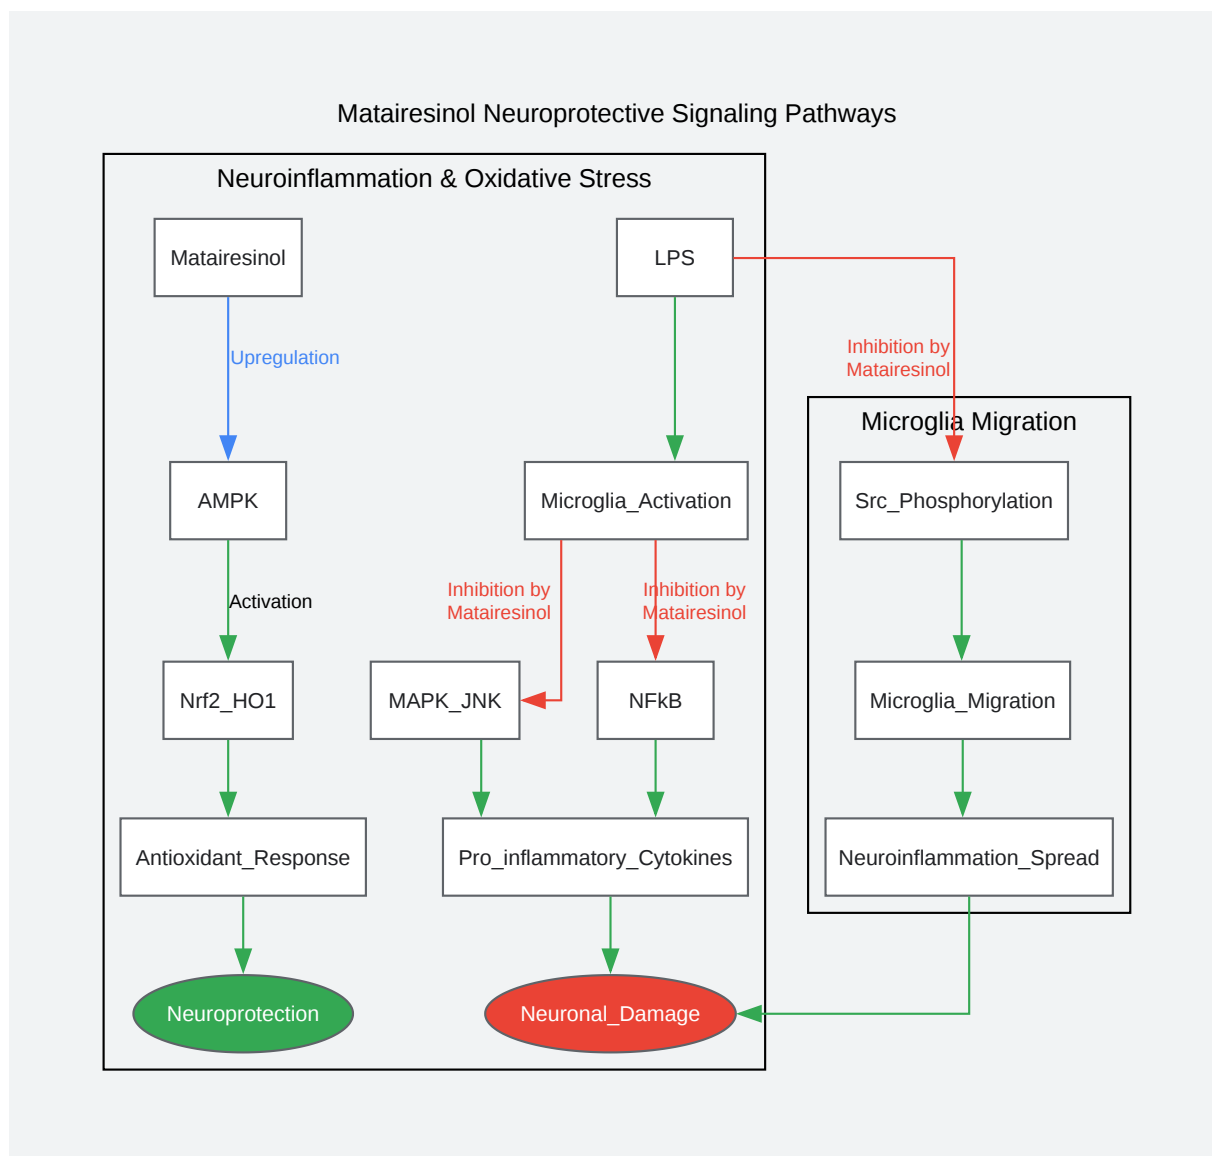 Matairesinol Neuroprotective Signaling Pathways
Neuroinflammation & Oxidative Stress
Matairesinol
LPS
Upregulation
Inhibition by
Matairesinol
Microglia Migration
AMPK
Microglia_Activation
Src_Phosphorylation
Activation
Inhibition by
Matairesinol
Inhibition by
Matairesinol
Nrf2_HO1
MAPK_JNK
NFkB
Microglia_Migration
Antioxidant_Response
Pro_inflammatory_Cytokines
Neuroinflammation_Spread
Neuroprotection
Neuronal_Damage